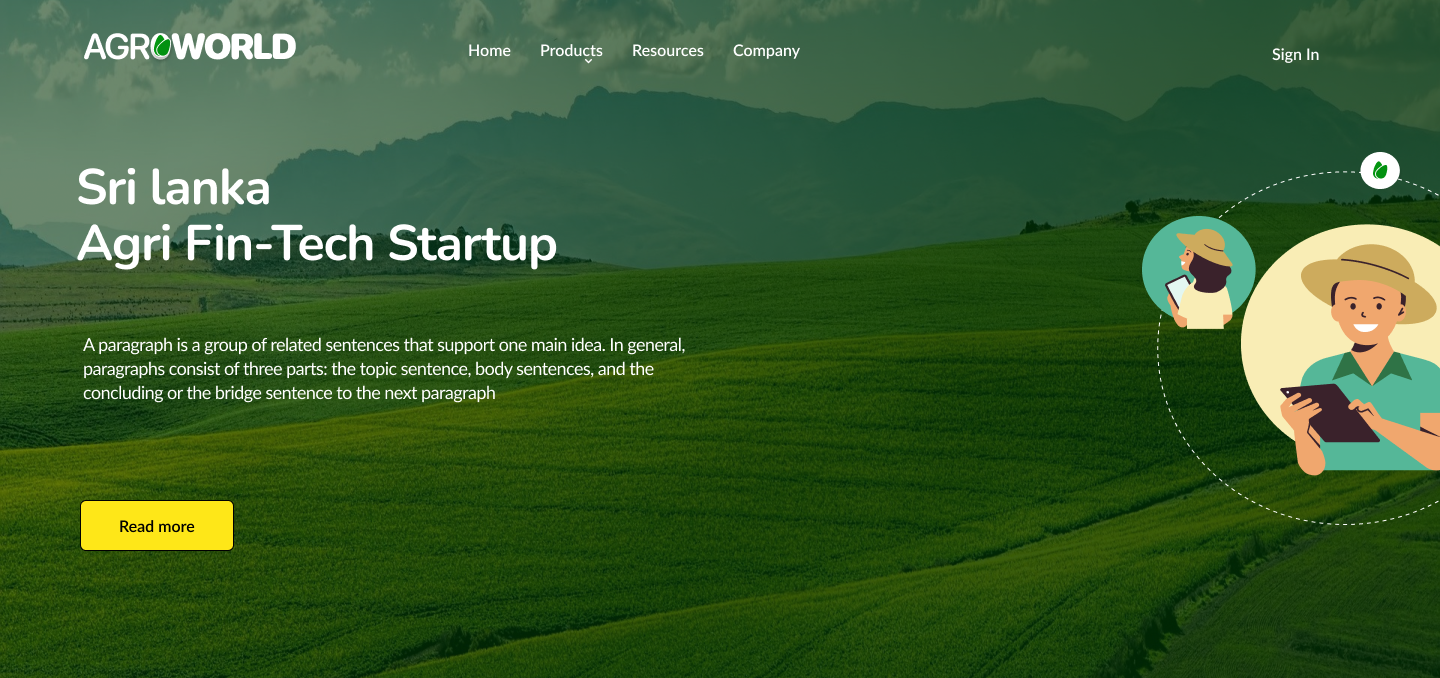 AGROWORLD
Home Products Resources Company
Sign In
Sri lanka
Agri Fin-Tech Startup
A paragraph is a group of related sentences that support one main idea. In general,
paragraphs consist of three parts: the topic sentence, body sentences, and the
concluding or the bridge sentence to the next paragraph
Read more